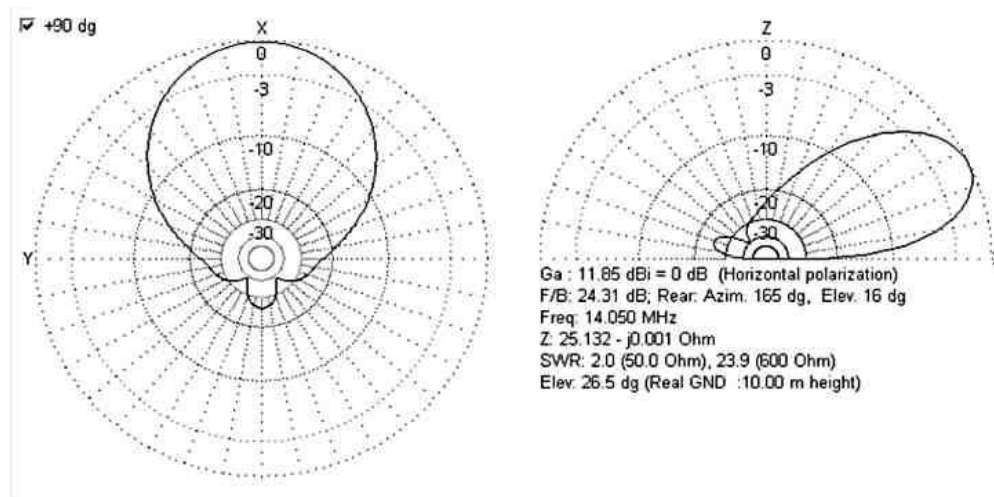 +90 dg
X
0
-3
-10
-20
-30
Y
Z
0
-3
-10
-20
-30
Ga : 11.85 dBi = 0 dB (Horizontal polarization)
F/B: 24.31 dB; Rear: Azim. 165 dg, Elev. 16 dg
Freq: 14.050 MHz
Z: 25.132 - j0.001 Ohm
SWR: 2.0 (50.0 Ohm), 23.9 (600 Ohm)
Elev: 26.5 dg (Real GND :10.00 m height)